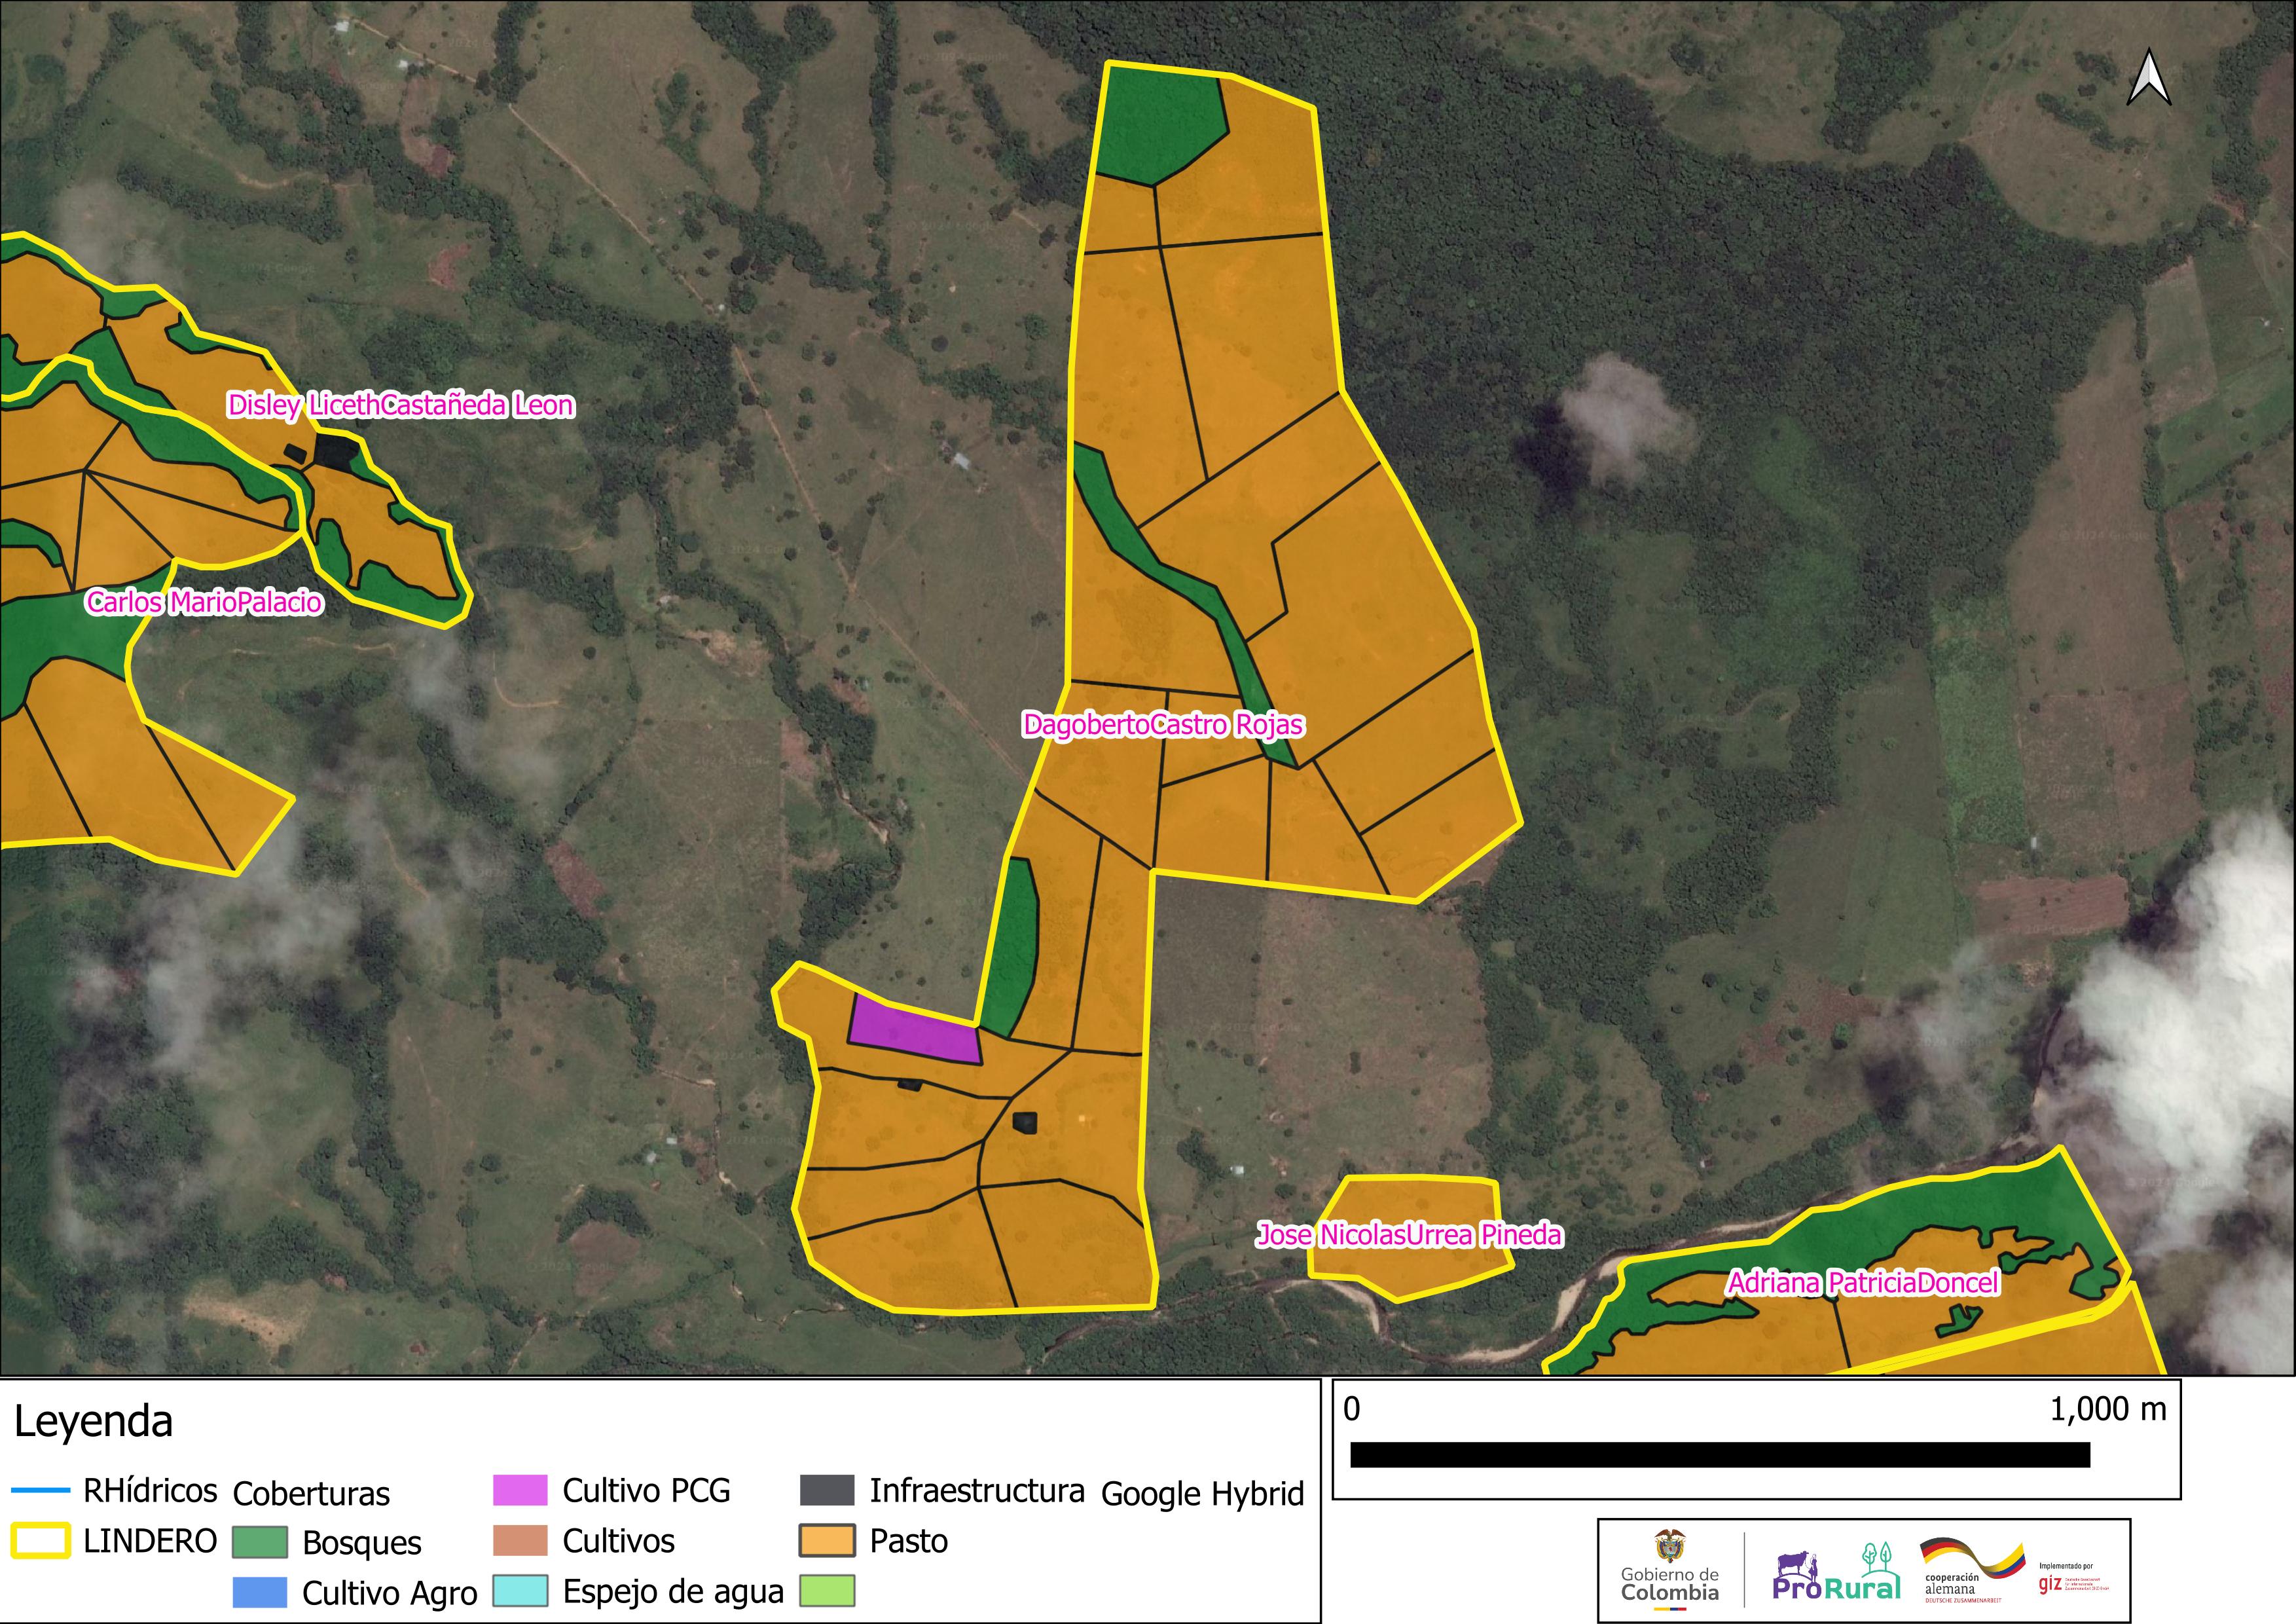 Disley LicethCastañeda Leon
Carlos MarioPalacio
DagobertoCastro Rojas
Jose NicolasUrrea Pineda
Adriana PatriciaDoncel
Leyenda
RHídricos
LINDERO
Coberturas
Bosques
Cultivo Agro
Cultivo PCG
Cultivos
Espejo de agua
Infraestructura
Pasto
Google Hybrid
0 1,000 m
Gobierno de
Colombia
ProRural
cooperación
alemana
DEUTSCHE ZUSAMMENARBEIT
Implementado por
giz